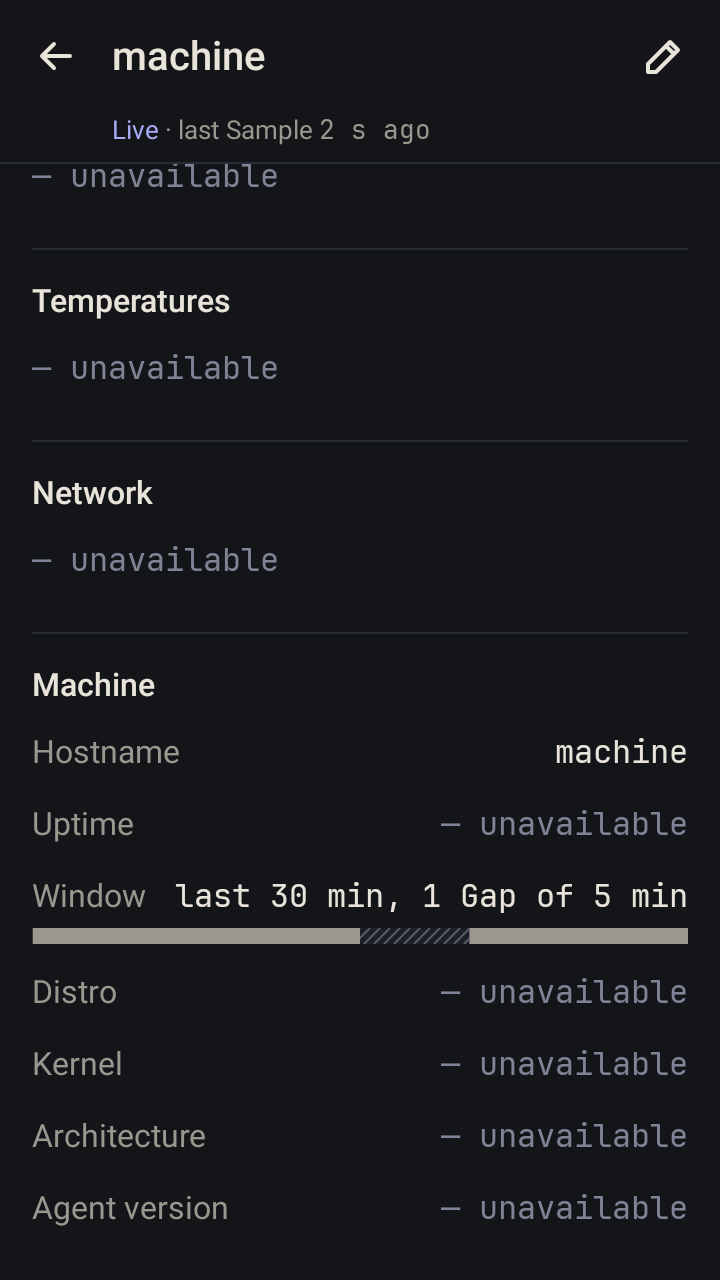 machine
Live · last Sample 2 s ago
— unavailable
Temperatures
— unavailable
Network
— unavailable
Machine
Hostname machine
Uptime — unavailable
Window last 30 min, 1 Gap of 5 min
Distro — unavailable
Kernel — unavailable
Architecture — unavailable
Agent version — unavailable